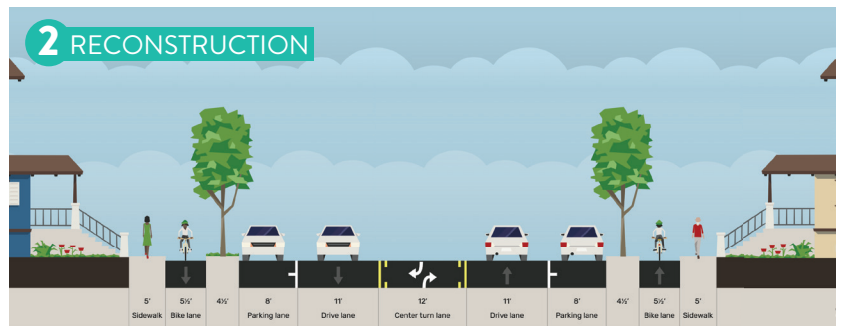 2 RECONSTRUCTION
5' 5½' 4½' 8' 11' 12' 11' 8' 4½' 5½' 5'
Sidewalk Bike lane Parking lane Drive lane Center turn lane Drive lane Parking lane Bike lane Sidewalk